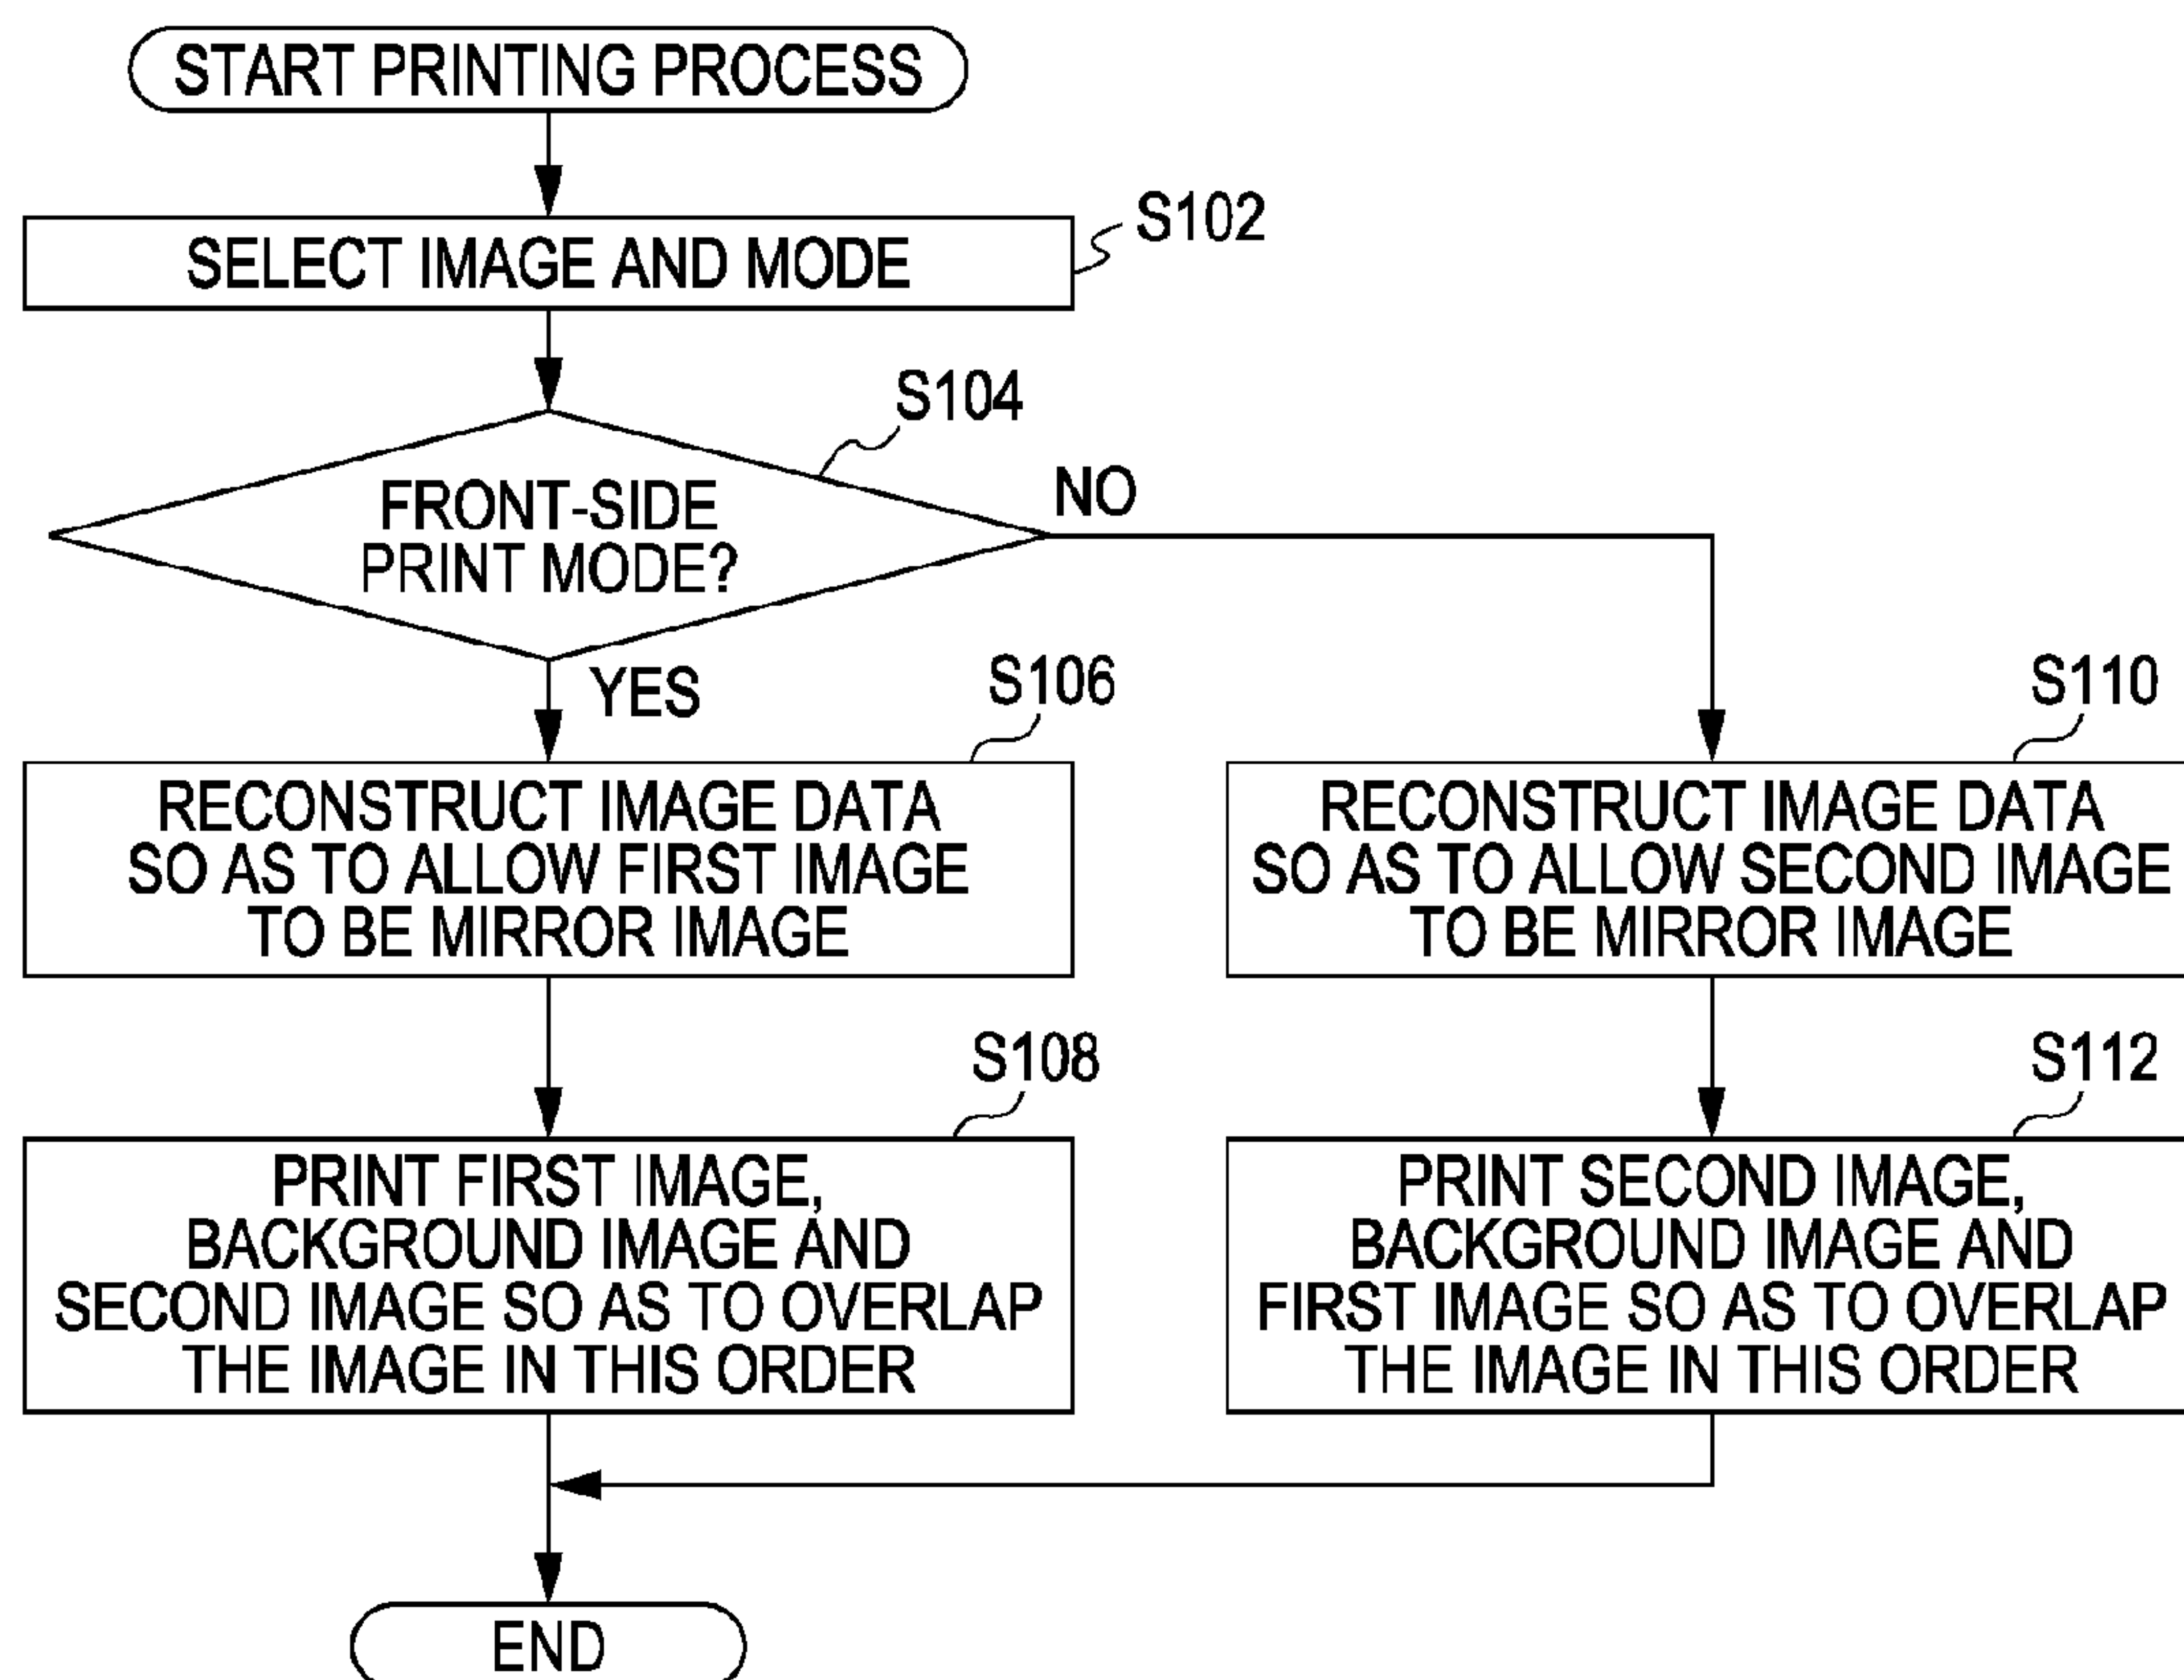 START PRINTING PROCESS
S102
SELECT IMAGE AND MODE
S104
FRONT-SIDE
PRINT MODE?
NO
YES
S106
RECONSTRUCT IMAGE DATA
SO AS TO ALLOW FIRST IMAGE
TO BE MIRROR IMAGE
S110
RECONSTRUCT IMAGE DATA
SO AS TO ALLOW SECOND IMAGE
TO BE MIRROR IMAGE
S108
PRINT FIRST IMAGE,
BACKGROUND IMAGE AND
SECOND IMAGE SO AS TO OVERLAP
THE IMAGE IN THIS ORDER
S112
PRINT SECOND IMAGE,
BACKGROUND IMAGE AND
FIRST IMAGE SO AS TO OVERLAP
THE IMAGE IN THIS ORDER
END